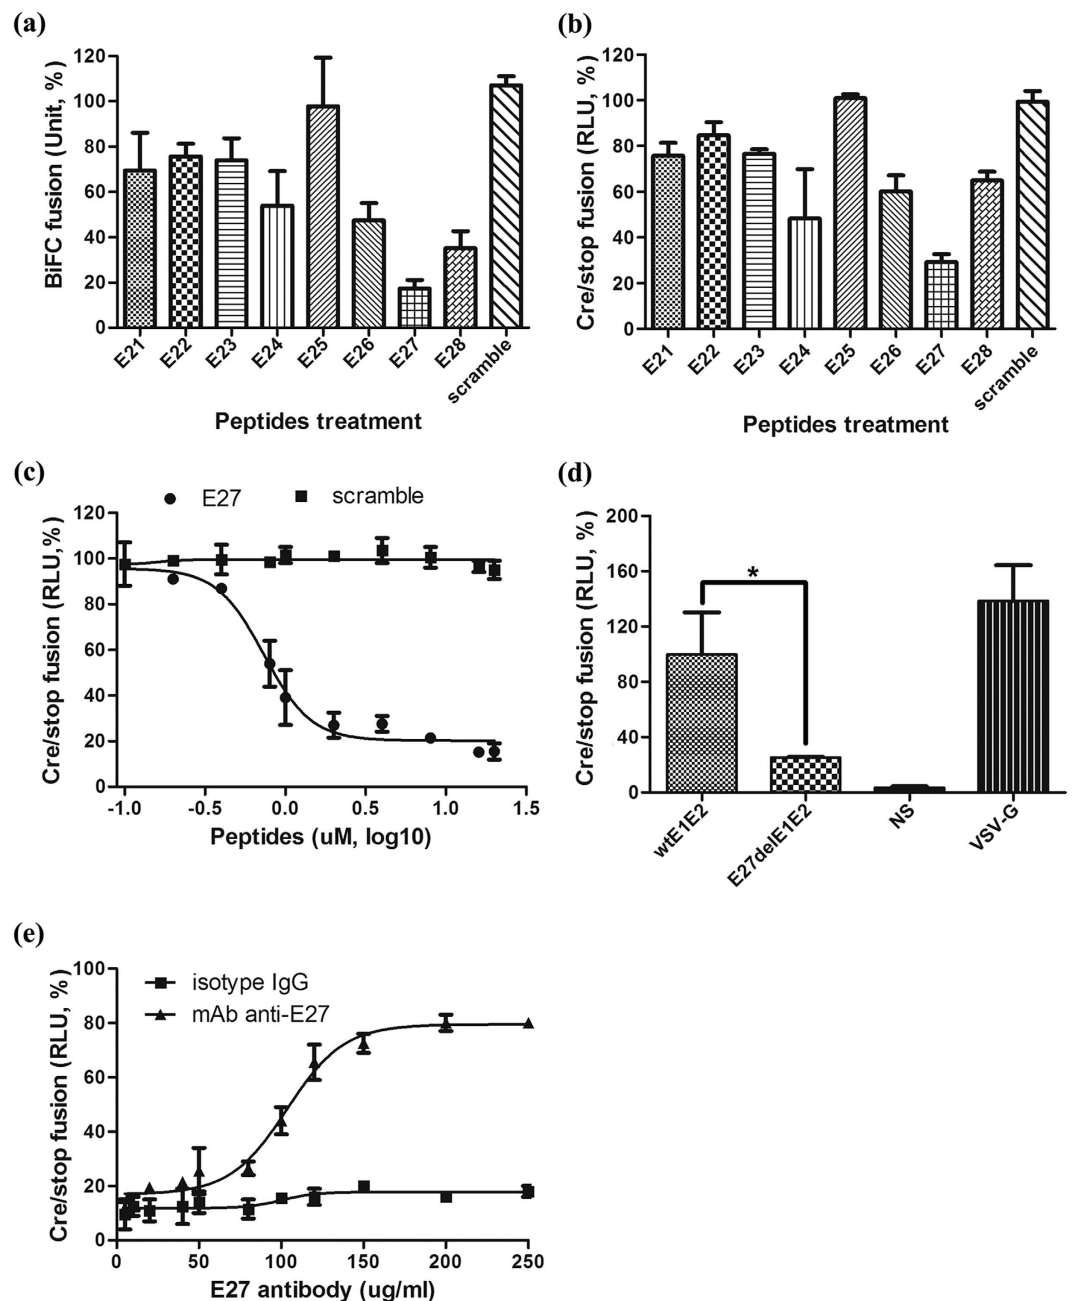 (a)
BiFC fusion (Unit, %)
120
100
80
60
40
20
0
E21
E22
E23
E24
E25
E26
E27
E28
scramble
Peptides treatment
(b)
Cre/stop fusion (RLU, %)
120
100
80
60
40
20
0
E21
E22
E23
E24
E25
E26
E27
E28
scramble
Peptides treatment
(c)
E27
scramble
Cre/stop fusion (RLU,%)
120
100
80
60
40
20
0
-1.0
-0.5
0.0
0.5
1.0
1.5
Peptides (uM, log10)
(d)
Cre/stop fusion (RLU, %)
200
160
120
80
40
0
*
wtE1E2
E27delE1E2
NS
VSV-G
(e)
isotype IgG
mAb anti-E27
Cre/stop fusion (RLU, %)
100
80
60
40
20
0
0
50
100
150
200
250
E27 antibody (ug/ml)